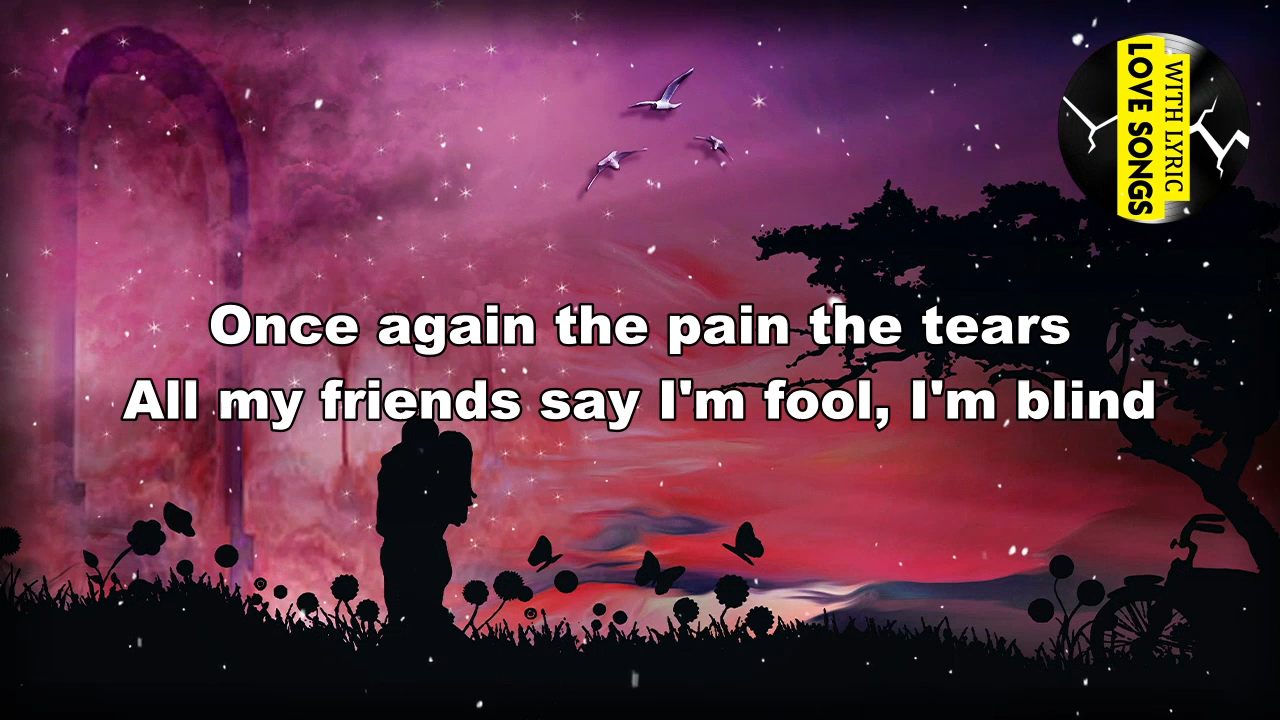 WITH LYRIC
LOVE SONGS
Once again the pain the tears
All my friends say I'm fool, I'm blind